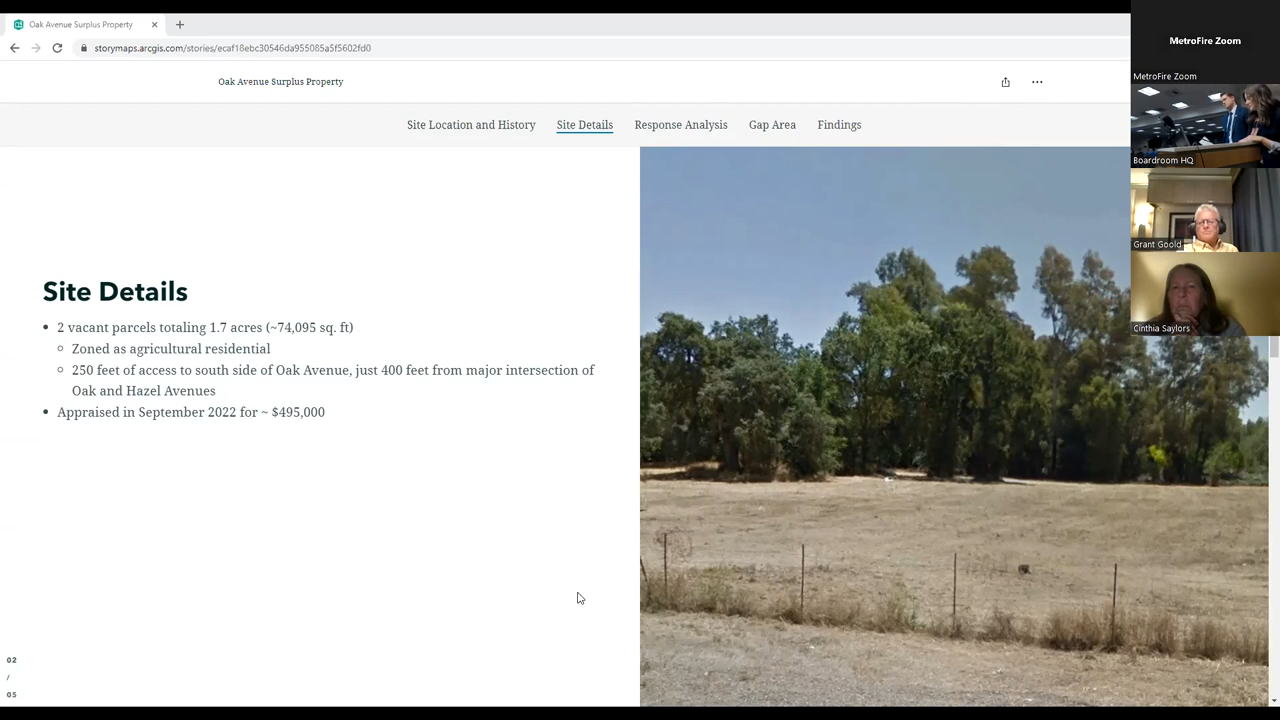 Oak Avenue Surplus Property
storymaps.arcgis.com/stories/ecaf18ebc30546da955085a5f5602fd0
MetroFire Zoom
MetroFire Zoom
Oak Avenue Surplus Property
Site Location and History
Site Details
Response Analysis
Gap Area
Findings
Boardroom HQ
Grant Goold
Cinthia Saylors
Site Details
2 vacant parcels totaling 1.7 acres (~74,095 sq. ft)
Zoned as agricultural residential
250 feet of access to south side of Oak Avenue, just 400 feet from major intersection of
Oak and Hazel Avenues
Appraised in September 2022 for ~ $495,000
02
/
05